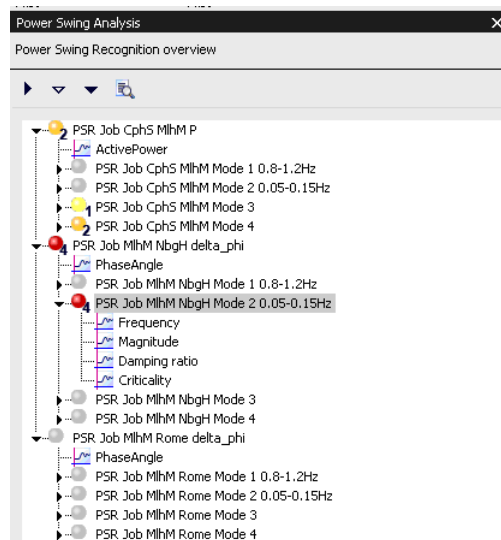 Power Swing Analysis
Power Swing Recognition overview
2 PSR Job CphS MlhM P
ActivePower
PSR Job CphS MlhM Mode 1 0.8-1.2Hz
PSR Job CphS MlhM Mode 2 0.05-0.15Hz
1 PSR Job CphS MlhM Mode 3
2 PSR Job CphS MlhM Mode 4
4 PSR Job MlhM NbgH delta_phi
PhaseAngle
PSR Job MlhM NbgH Mode 1 0.8-1.2Hz
4 PSR Job MlhM NbgH Mode 2 0.05-0.15Hz
Frequency
Magnitude
Damping ratio
Criticality
PSR Job MlhM NbgH Mode 3
PSR Job MlhM NbgH Mode 4
PSR Job MlhM Rome delta_phi
PhaseAngle
PSR Job MlhM Rome Mode 1 0.8-1.2Hz
PSR Job MlhM Rome Mode 2 0.05-0.15Hz
PSR Job MlhM Rome Mode 3
PSR Job MlhM Rome Mode 4